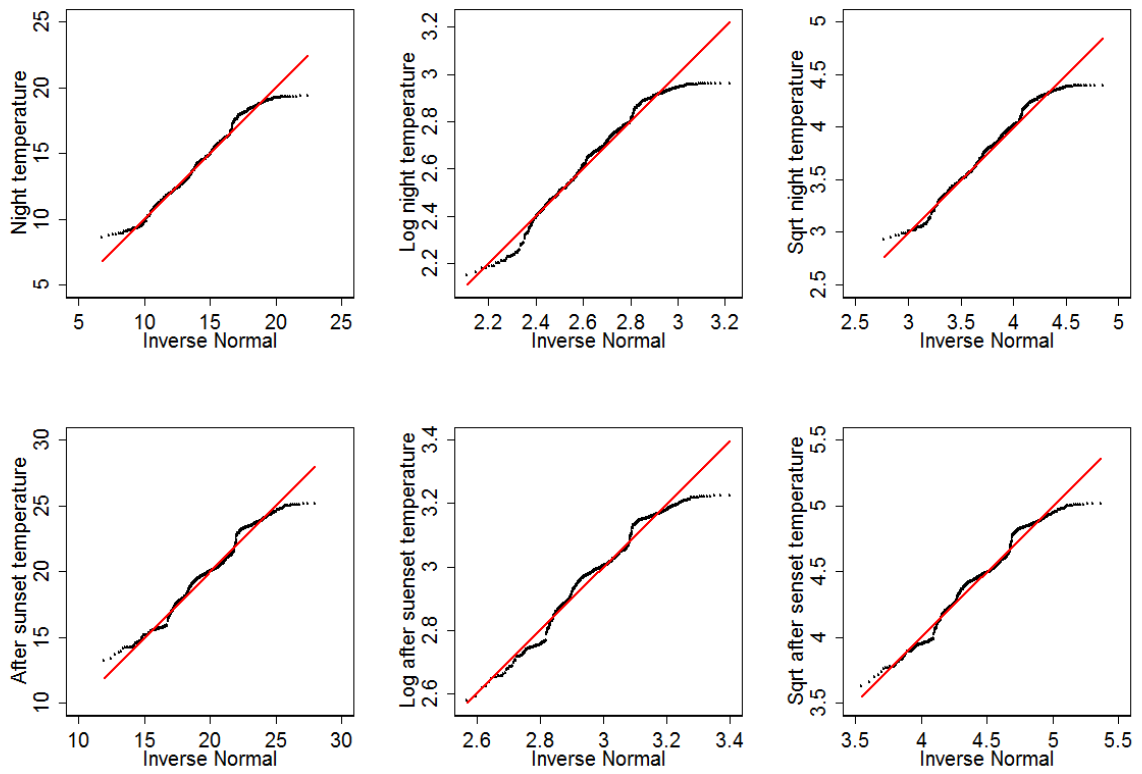 Night temperature
25
20
15
10
5
5 10 15 20 25
Inverse Normal
Log night temperature
3.2
3
2.8
2.6
2.4
2.2
2.2 2.4 2.6 2.8 3 3.2
Inverse Normal
Sqrt night temperature
5
4.5
4
3.5
3
2.5
2.5 3 3.5 4 4.5 5
Inverse Normal
After sunset temperature
30
25
20
15
10
10 15 20 25 30
Inverse Normal
Log after suenset temperature
3.4
3.2
3
2.8
2.6
2.6 2.8 3 3.2 3.4
Inverse Normal
Sqrt after senset temperature
5.5
5
4.5
4
3.5
3.5 4 4.5 5 5.5
Inverse Normal